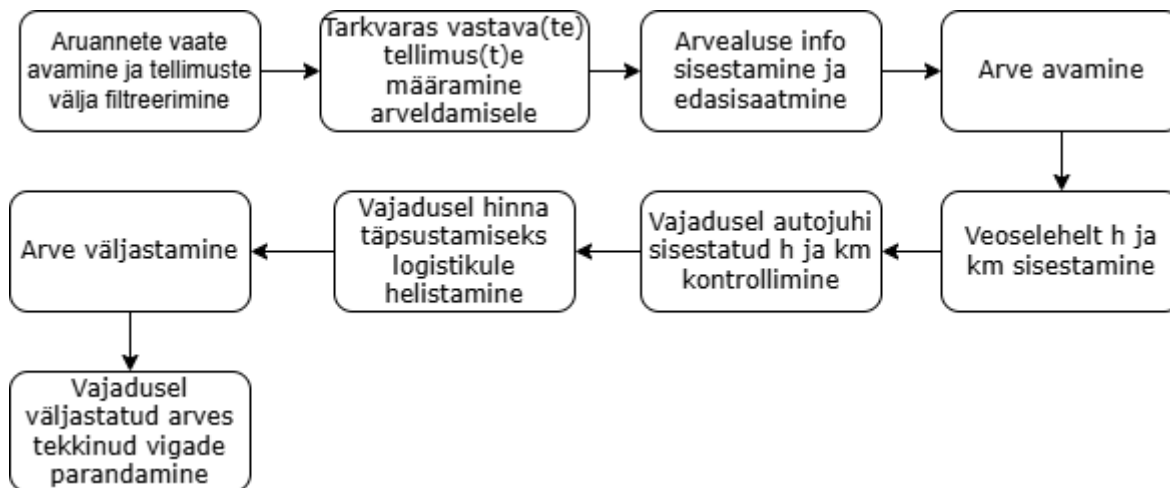 Aruannete vaate
avamine ja tellimuste
välja filtreerimine
Tarkvaras vastava(te)
tellimus(t)e
määramine
arveldamisele
Arvealuse info
sisestamine ja
edasisaatmine
Arve avamine
Veoselehelt h ja
km sisestamine
Vajadusel autojuhi
sisestatud h ja km
kontrollimine
Vajadusel hinna
täpsustamiseks
logistikule
helistamine
Arve väljastamine
Vajadusel
väljastatud arves
tekkinud vigade
parandamine